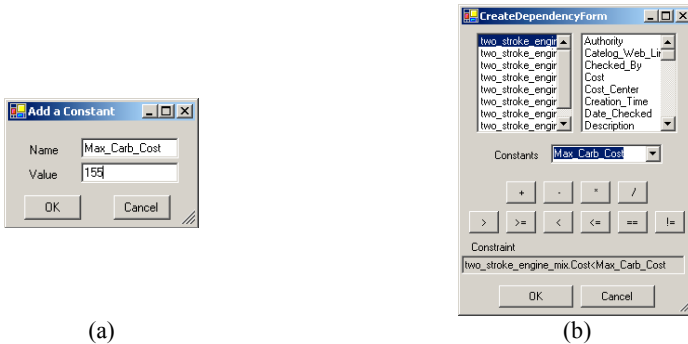 Add a Constant
Name
Max_Carb_Cost
Value
155
OK
Cancel
(a)
CreateDependencyForm
two_stroke_engir
two_stroke_engir
two_stroke_engir
two_stroke_engir
two_stroke_engir
two_stroke_engir
two_stroke_engir
two_stroke_engir
Authority
Catelog_Web_Lir
Checked_By
Cost
Cost_Center
Creation_Time
Date_Checked
Description
Constants
Max_Carb_Cost
+ - * /
> >= < <= == !=
Constraint
two_stroke_engine_mix.Cost<Max_Carb_Cost
OK
Cancel
(b)